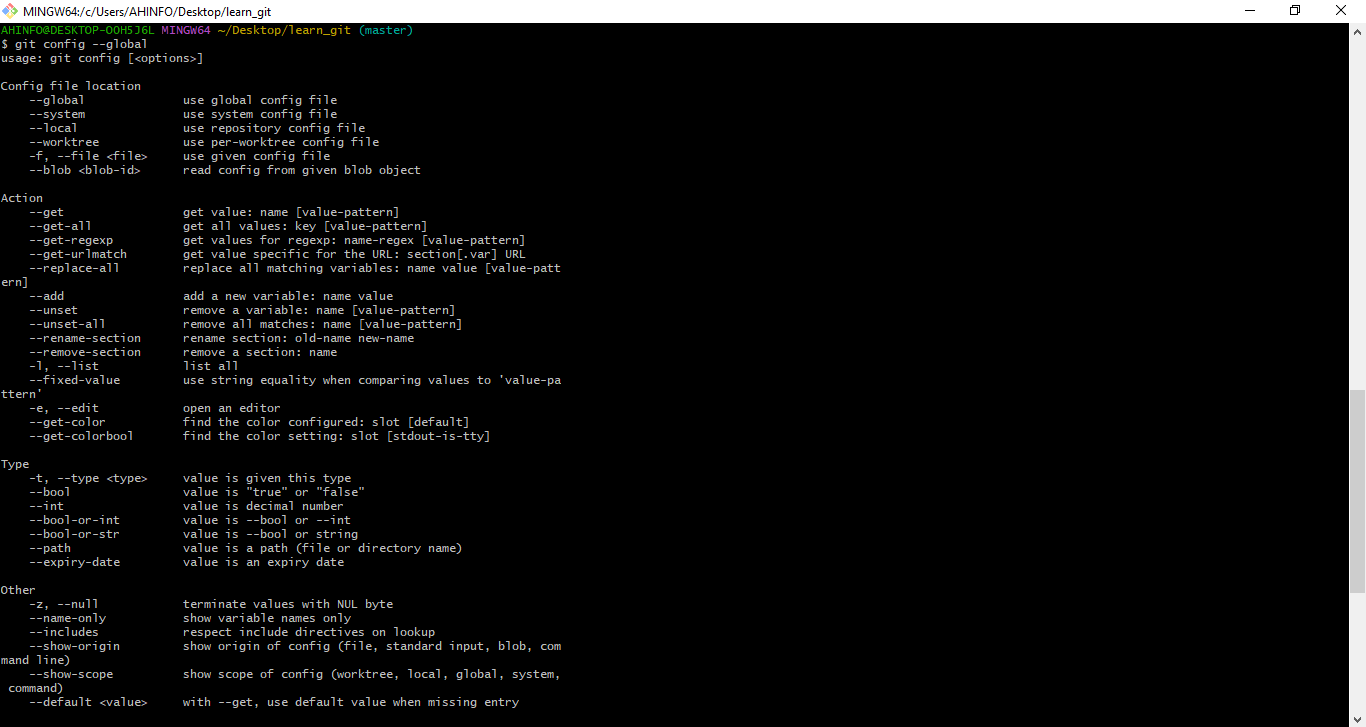 MINGW64:/c/Users/AHINFO/Desktop/learn_git
AHINFO@DESKTOP-OOH5J6L MINGW64 ~/Desktop/learn_git (master)
$ git config --global
usage: git config [<options>]
Config file location
--global use global config file
--system use system config file
--local use repository config file
--worktree use per-worktree config file
-f, --file <file> use given config file
--blob <blob-id> read config from given blob object
Action
--get get value: name [value-pattern]
--get-all get all values: key [value-pattern]
--get-regexp get values for regexp: name-regex [value-pattern]
--get-urlmatch get value specific for the URL: section[.var] URL
--replace-all replace all matching variables: name value [value-patt
ern]
--add add a new variable: name value
--unset remove a variable: name [value-pattern]
--unset-all remove all matches: name [value-pattern]
--rename-section rename section: old-name new-name
--remove-section remove a section: name
-l, --list list all
--fixed-value use string equality when comparing values to 'value-pa
ttern'
-e, --edit open an editor
--get-color find the color configured: slot [default]
--get-colorbool find the color setting: slot [stdout-is-tty]
Type
-t, --type <type> value is given this type
--bool value is "true" or "false"
--int value is decimal number
--bool-or-int value is --bool or --int
--bool-or-str value is --bool or string
--path value is a path (file or directory name)
--expiry-date value is an expiry date
Other
-z, --null terminate values with NUL byte
--name-only show variable names only
--includes respect include directives on lookup
--show-origin show origin of config (file, standard input, blob, com
mand line)
--show-scope show scope of config (worktree, local, global, system,
command)
--default <value> with --get, use default value when missing entry